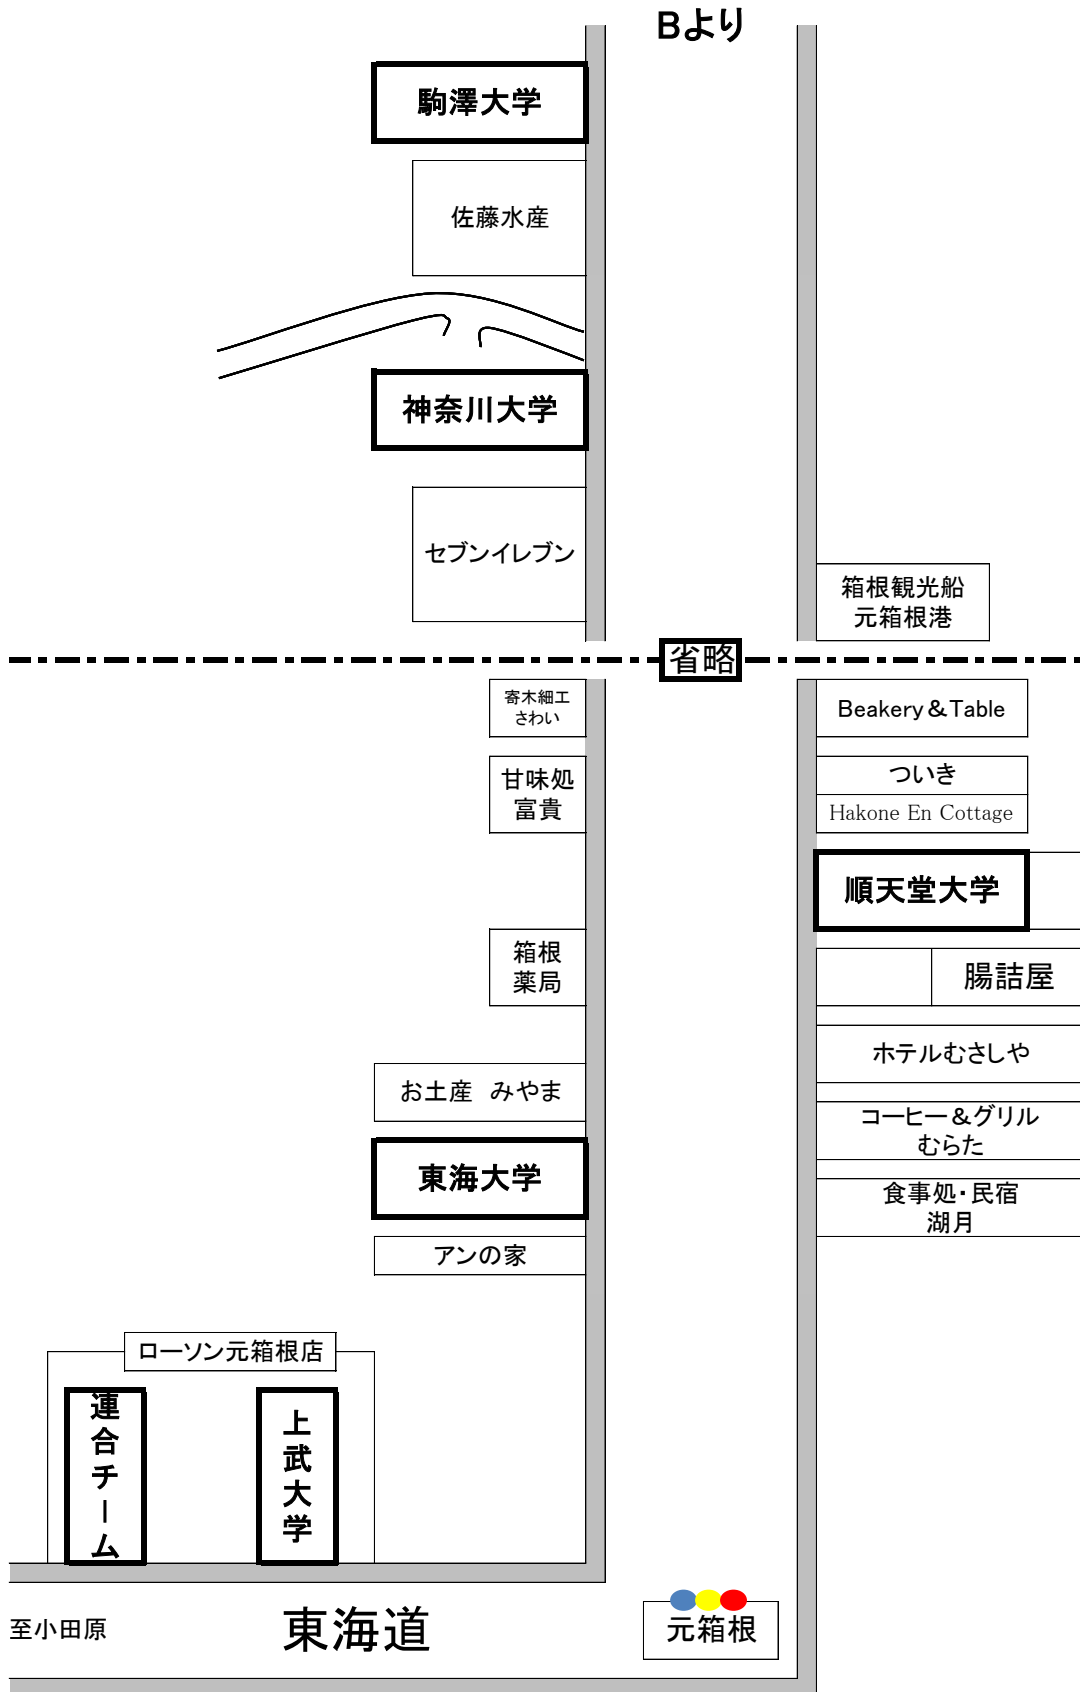 Bより
駒澤大学
佐藤水産
神奈川大学
セブンイレブン
箱根観光船
元箱根港
省略
寄木細工
さわい
Beakery＆Table
甘味処
富貴
ついき
Hakone En Cottage
順天堂大学
箱根
薬局
腸詰屋
ホテルむさしや
お土産　みやま
コーヒー＆グリル
むらた
東海大学
食事処・民宿
湖月
アンの家
ローソン元箱根店
連合チーム
上武大学
至小田原
東海道
元箱根